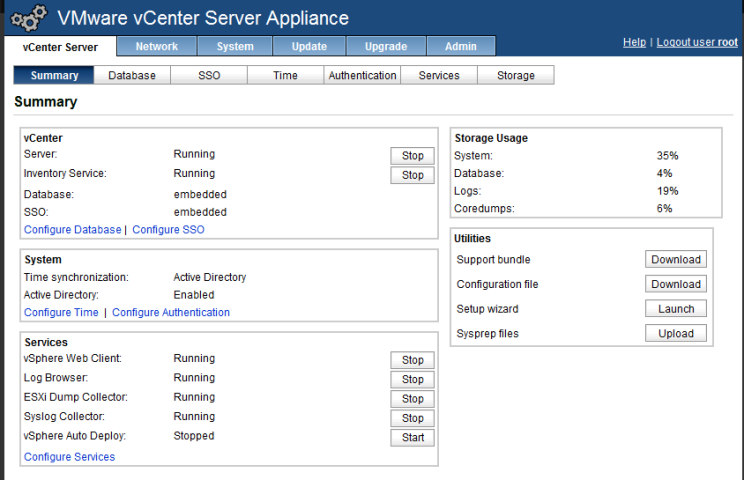 VMware vCenter Server Appliance
vCenter Server Network System Update Upgrade Admin Help | Logout user root
Summary Database SSO Time Authentication Services Storage
Summary
vCenter
Server: Running Stop
Inventory Service: Running Stop
Database: embedded
SSO: embedded
Configure Database | Configure SSO
System
Time synchronization: Active Directory
Active Directory: Enabled
Configure Time | Configure Authentication
Services
vSphere Web Client: Running Stop
Log Browser: Running Stop
ESXi Dump Collector: Running Stop
Syslog Collector: Running Stop
vSphere Auto Deploy: Stopped Start
Configure Services
Storage Usage
System: 35%
Database: 4%
Logs: 19%
Coredumps: 6%
Utilities
Support bundle Download
Configuration file Download
Setup wizard Launch
Sysprep files Upload